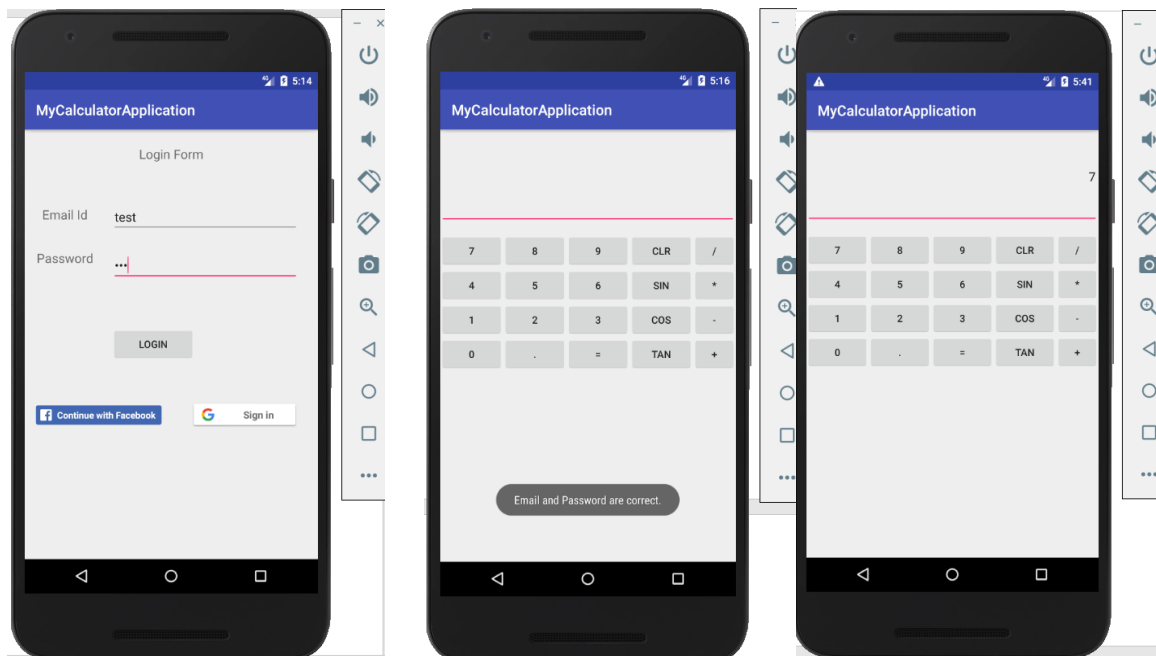 5:14
MyCalculatorApplication
Login Form
Email Id test
Password •••
LOGIN
f Continue with Facebook
G Sign in
5:16
MyCalculatorApplication
7 8 9 CLR /
4 5 6 SIN *
1 2 3 COS -
0 . = TAN +
Email and Password are correct.
5:41
MyCalculatorApplication
7
7 8 9 CLR /
4 5 6 SIN *
1 2 3 COS -
0 . = TAN +